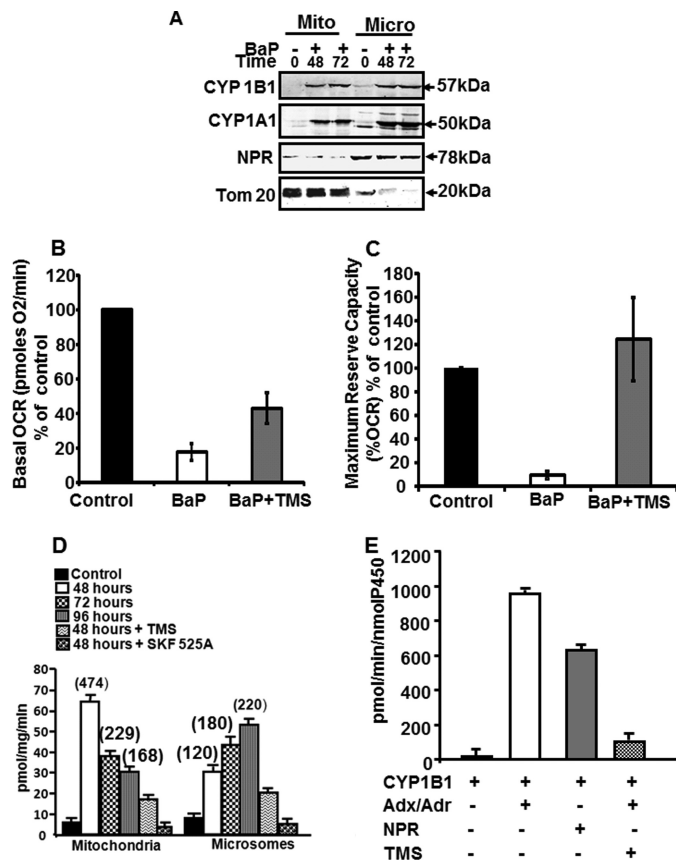 A
Mito Micro
BaP - + + - + +
Time 0 48 72 0 48 72
CYP 1B1 57kDa
CYP1A1 50kDa
NPR 78kDa
Tom 20 20kDa
B
Basal OCR (pmoles O2/min)
% of control
120
100
80
60
40
20
0
Control BaP BaP+TMS
C
Maximum Reserve Capacity
(%OCR) % of control
180
160
140
120
100
80
60
40
20
0
Control BaP BaP+TMS
D
Control
48 hours
72 hours
96 hours
48 hours + TMS
48 hours + SKF 525A
pmol/mg/min
80
70
60
50
40
30
20
10
0
(474)
(229)
(168)
(120)
(180)
(220)
Mitochondria Microsomes
E
pmol/min/nmolP450
1000
800
600
400
200
0
CYP1B1 + + + +
Adx/Adr - + - +
NPR - - + -
TMS - - - +